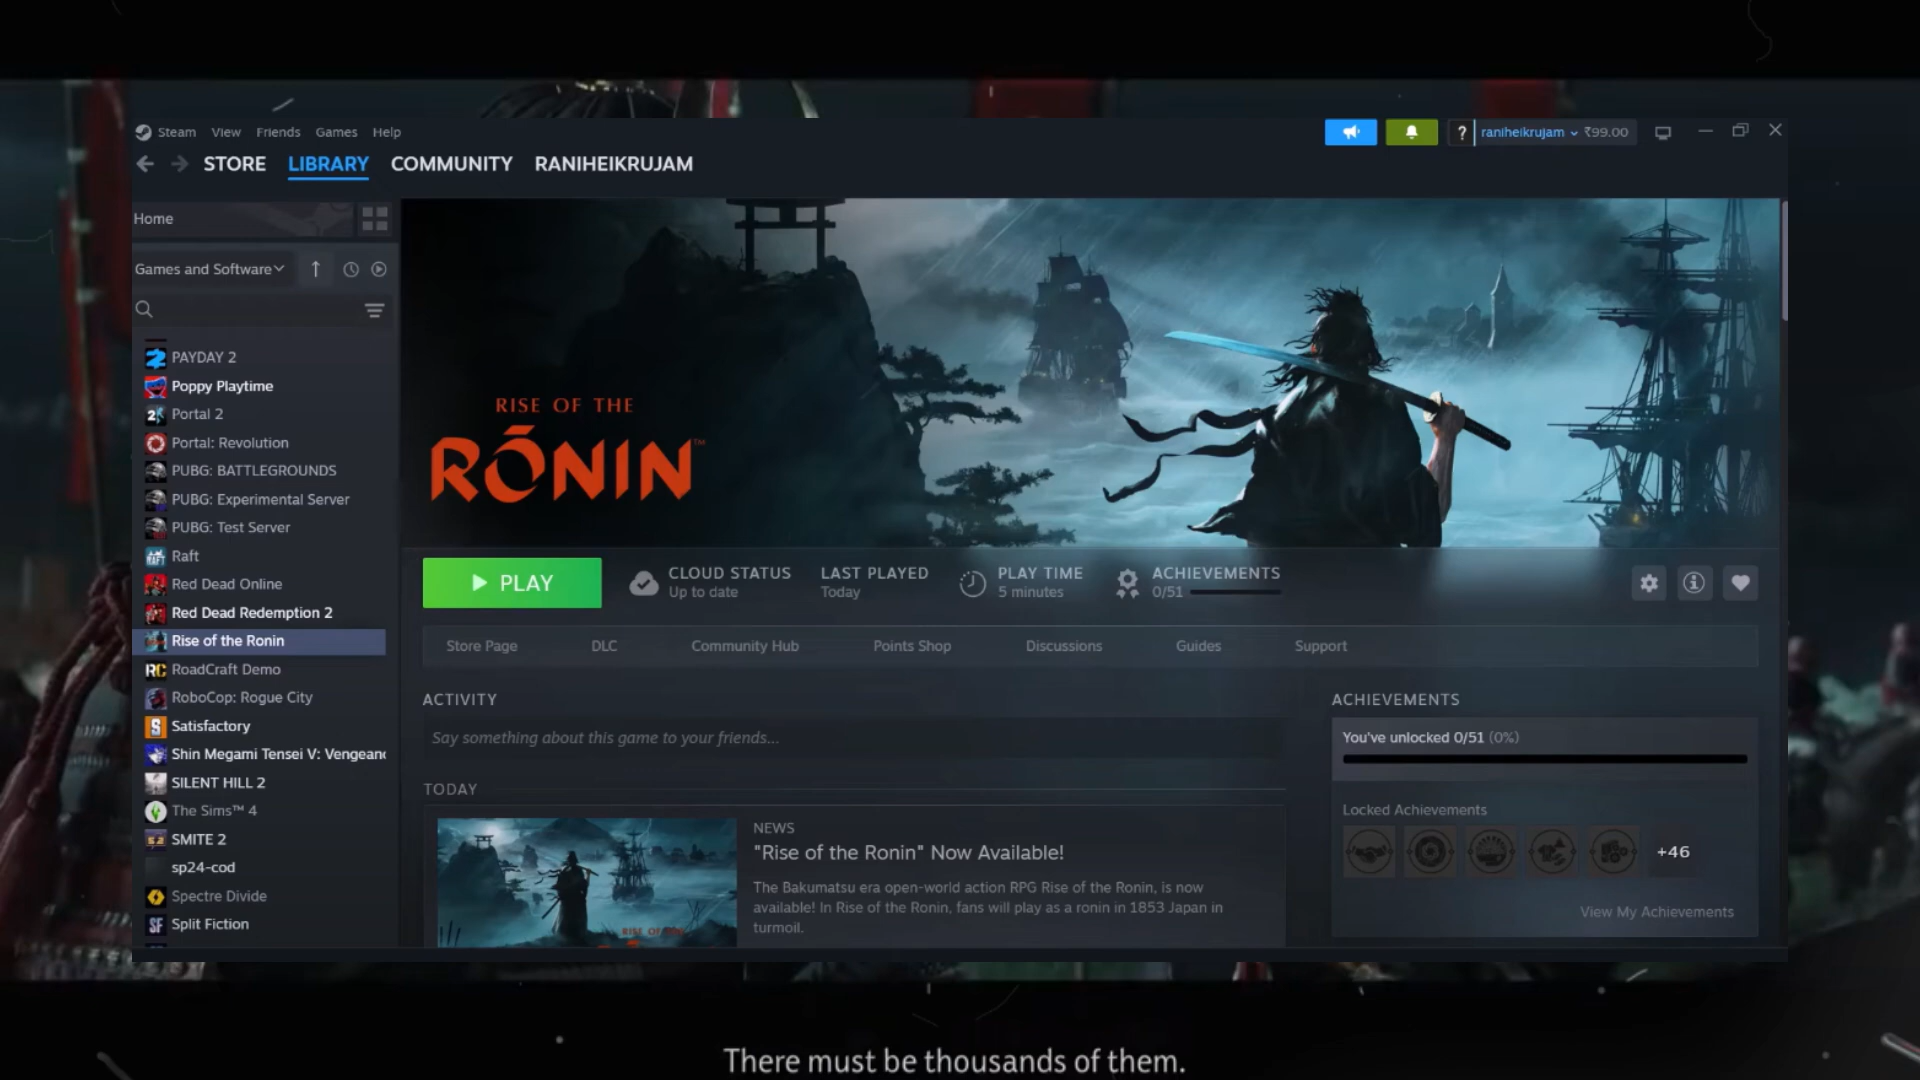 Steam View Friends Games Help
? raniheikrujam ₹99.00
STORE LIBRARY COMMUNITY RANIHEIKRUJAM
Home
Games and Software
PAYDAY 2
Poppy Playtime
Portal 2
Portal: Revolution
PUBG: BATTLEGROUNDS
PUBG: Experimental Server
PUBG: Test Server
Raft
Red Dead Online
Red Dead Redemption 2
Rise of the Ronin
RoadCraft Demo
RoboCop: Rogue City
Satisfactory
Shin Megami Tensei V: Vengeanc
SILENT HILL 2
The Sims™ 4
SMITE 2
sp24-cod
Spectre Divide
Split Fiction
RISE OF THE
RŌNIN™
PLAY
CLOUD STATUS
Up to date
LAST PLAYED
Today
PLAY TIME
5 minutes
ACHIEVEMENTS
0/51
Store Page DLC Community Hub Points Shop Discussions Guides Support
ACTIVITY
Say something about this game to your friends...
TODAY
RISE OF THE
NEWS
"Rise of the Ronin" Now Available!
The Bakumatsu era open-world action RPG Rise of the Ronin, is now
available! In Rise of the Ronin, fans will play as a ronin in 1853 Japan in
turmoil.
ACHIEVEMENTS
You've unlocked 0/51 (0%)
Locked Achievements
+46
View My Achievements
There must be thousands of them.